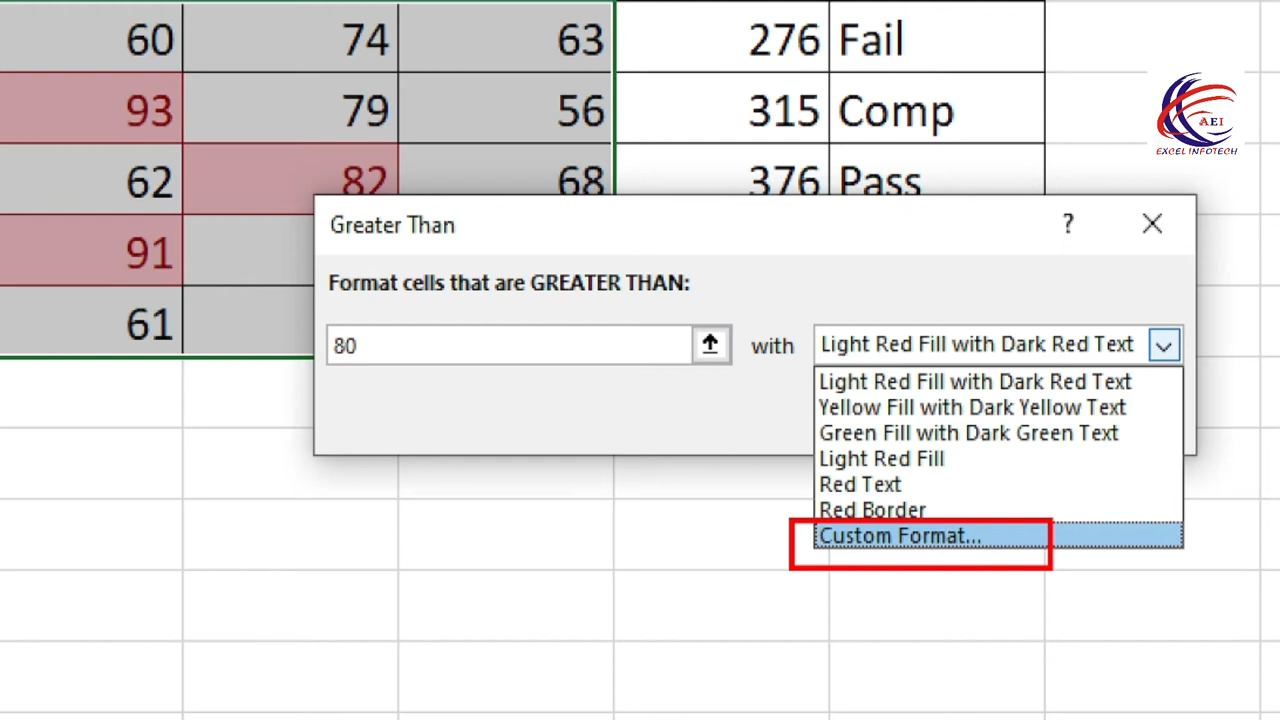 60 74 63 276 Fail
93 79 56 315 Comp
AEI
EXCEL INFOTECH
62 82 68 376 Pass
Greater Than ?
91
Format cells that are GREATER THAN:
61
80 with Light Red Fill with Dark Red Text
Light Red Fill with Dark Red Text
Yellow Fill with Dark Yellow Text
Green Fill with Dark Green Text
Light Red Fill
Red Text
Red Border
Custom Format...